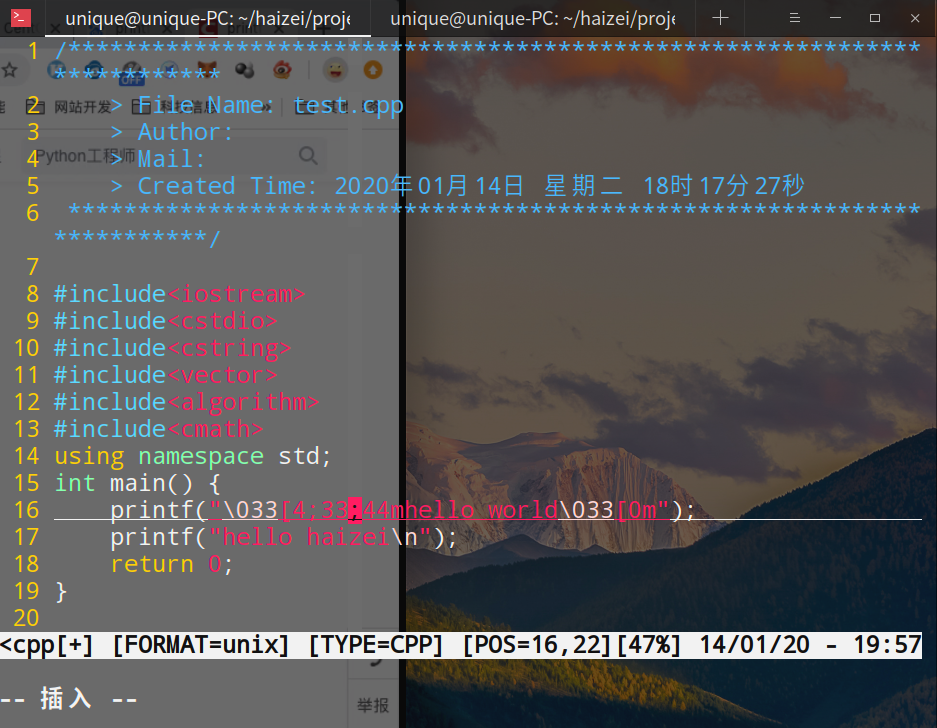 unique@unique-PC: ~/haizei/proje unique@unique-PC: ~/haizei/proje
1 /*************************************************************
************
2     > File Name: test.cpp
3     > Author:
4     > Mail:
5     > Created Time: 2020年01月14日 星期二 18时17分27秒
6  *************************************************************
***********/
7
8 #include<iostream>
9 #include<cstdio>
10 #include<cstring>
11 #include<vector>
12 #include<algorithm>
13 #include<cmath>
14 using namespace std;
15 int main() {
16     printf("\033[4;33;44mhello world\033[0m");
17     printf("hello haizei\n");
18     return 0;
19 }
20
<cpp[+] [FORMAT=unix] [TYPE=CPP] [POS=16,22][47%] 14/01/20 - 19:57
-- 插入 --
OFF
网站开发
Python工程师
举报